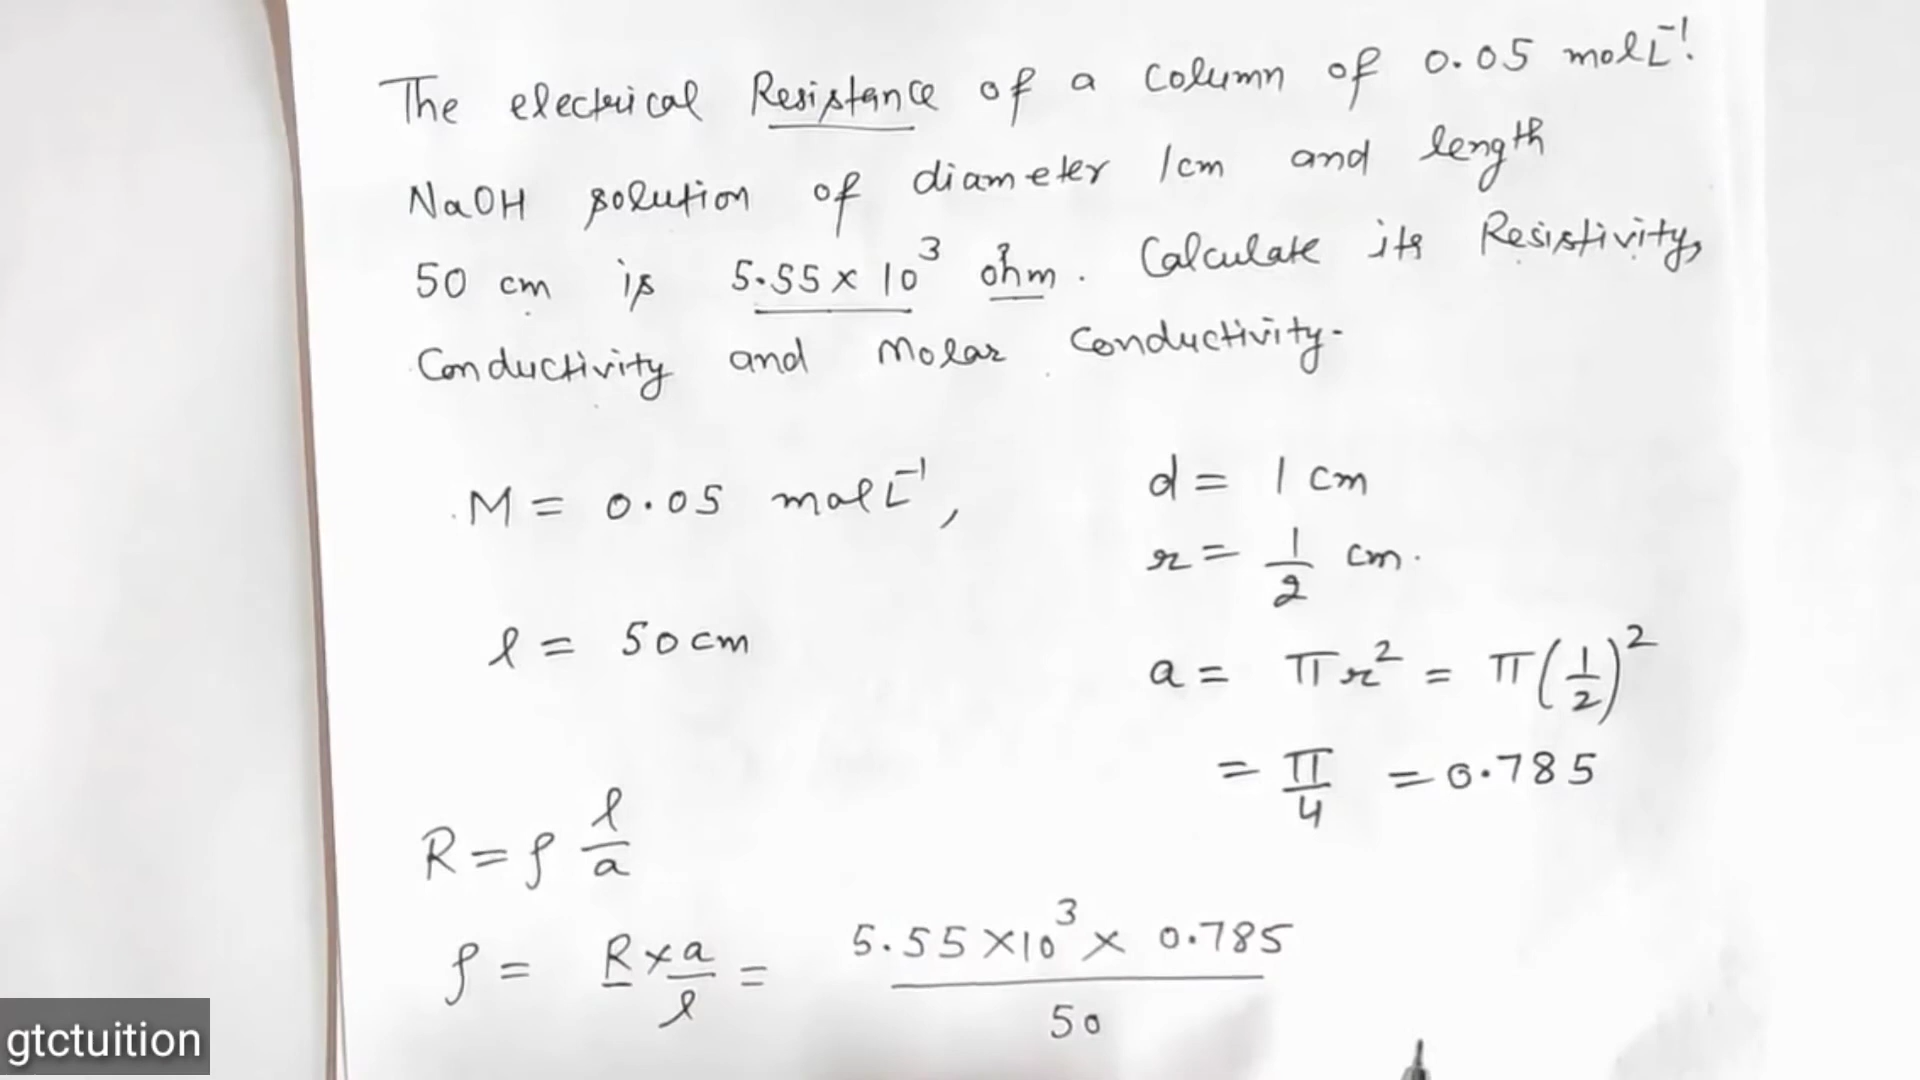 The electrical Resistance of a column of 0.05 mol L⁻¹
NaOH solution of diameter 1cm and length
50 cm is 5.55 × 10³ ohm. Calculate its Resistivity,
Conductivity and Molar Conductivity.
M = 0.05 mol L⁻¹,
d = 1 cm
r = 1/2 cm.
l = 50 cm
a = πr² = π(1/2)²
= π/4 = 0.785
R = ρ l/a
ρ = R × a/l = 5.55 × 10³ × 0.785 / 50
gtctuition